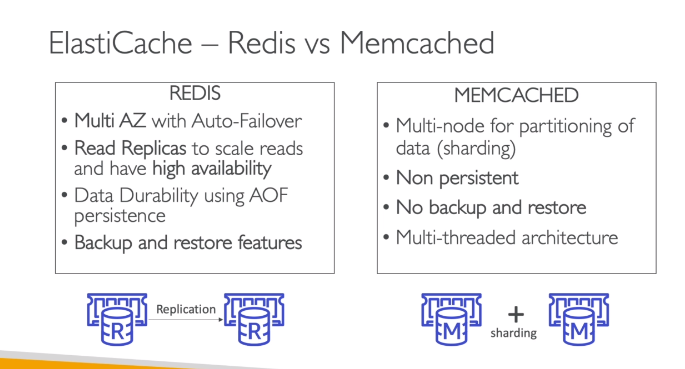 ElastiCache – Redis vs Memcached
REDIS
• Multi AZ with Auto-Failover
• Read Replicas to scale reads
and have high availability
• Data Durability using AOF
persistence
• Backup and restore features
MEMCACHED
• Multi-node for partitioning of
data (sharding)
• Non persistent
• No backup and restore
• Multi-threaded architecture
R
Replication
R
M
+
sharding
M